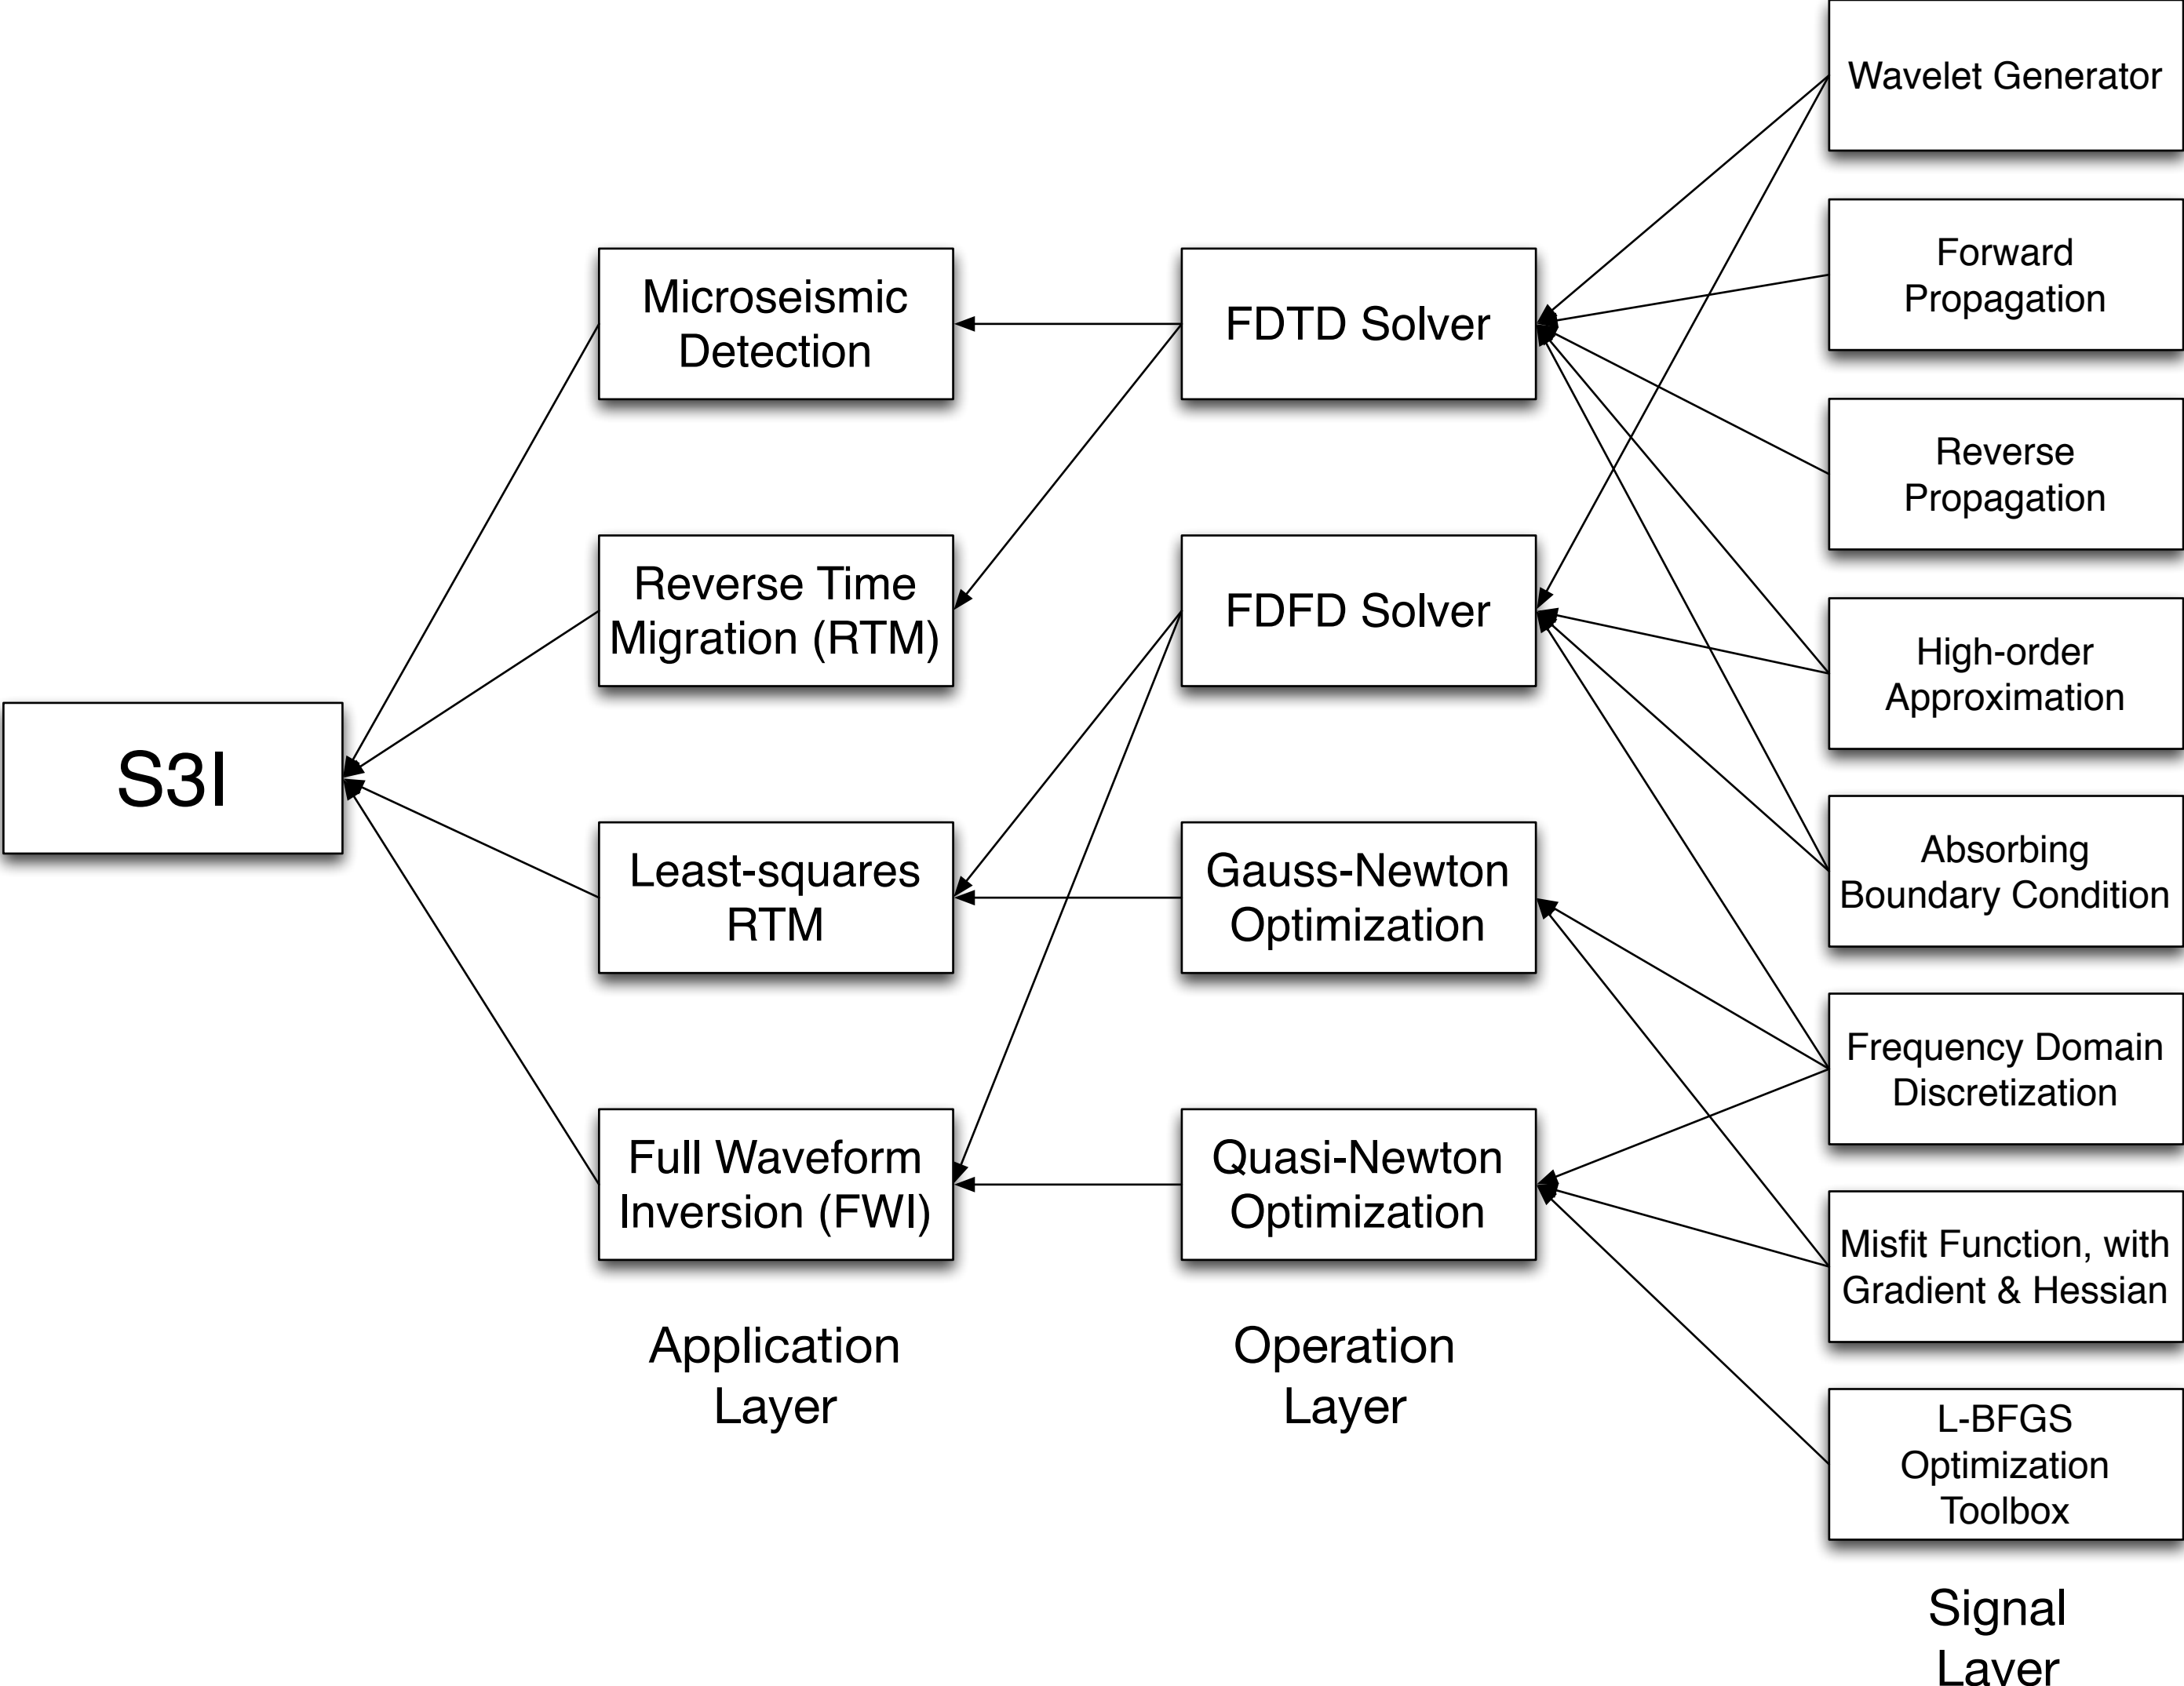 S3I
Microseismic
Detection
Reverse Time
Migration (RTM)
Least-squares
RTM
Full Waveform
Inversion (FWI)
Application
Layer
FDTD Solver
FDFD Solver
Gauss-Newton
Optimization
Quasi-Newton
Optimization
Operation
Layer
Wavelet Generator
Forward
Propagation
Reverse
Propagation
High-order
Approximation
Absorbing
Boundary Condition
Frequency Domain
Discretization
Misfit Function, with
Gradient & Hessian
L-BFGS
Optimization
Toolbox
Signal
Layer